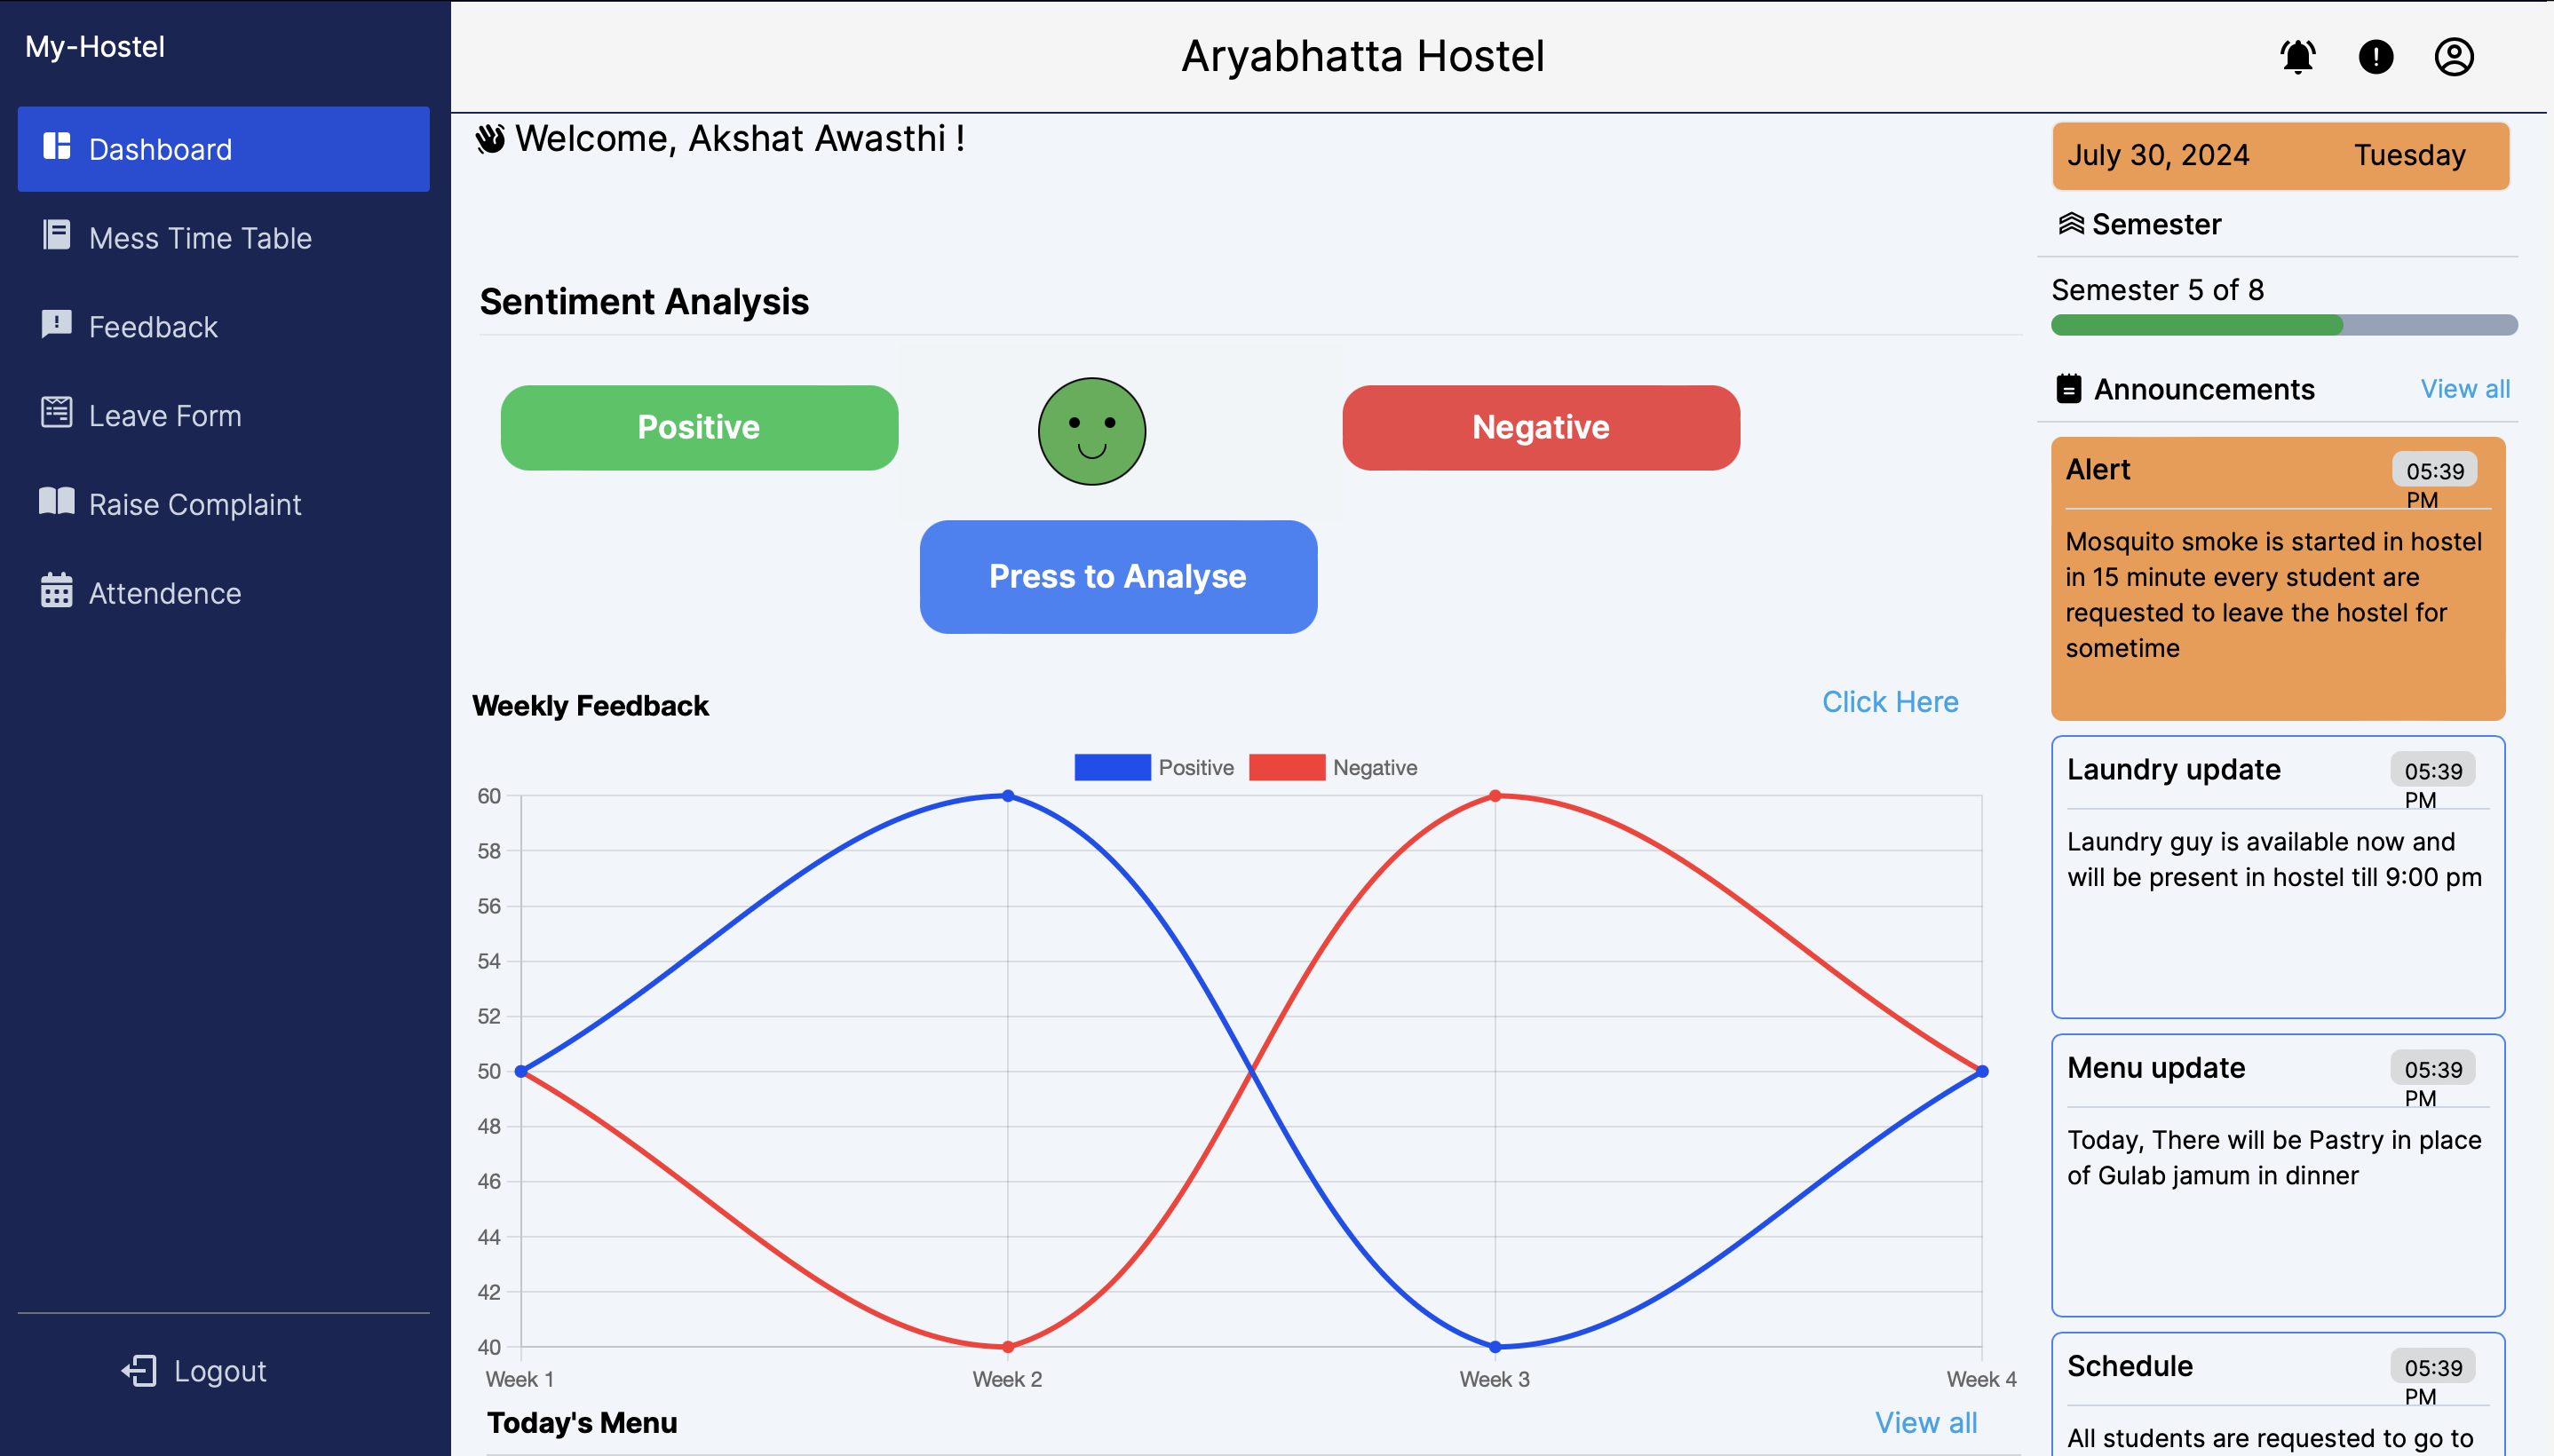 My-Hostel
Dashboard
Mess Time Table
Feedback
Leave Form
Raise Complaint
Attendence
Logout
Aryabhatta Hostel
Welcome, Akshat Awasthi !
Sentiment Analysis
Positive
Negative
Press to Analyse
Weekly Feedback
Click Here
Positive
Negative
60
58
56
54
52
50
48
46
44
42
40
Week 1
Week 2
Week 3
Week 4
Today's Menu
View all
July 30, 2024
Tuesday
Semester
Semester 5 of 8
Announcements
View all
Alert
05:39
PM
Mosquito smoke is started in hostel
in 15 minute every student are
requested to leave the hostel for
sometime
Laundry update
05:39
PM
Laundry guy is available now and
will be present in hostel till 9:00 pm
Menu update
05:39
PM
Today, There will be Pastry in place
of Gulab jamum in dinner
Schedule
05:39
PM
All students are requested to go to